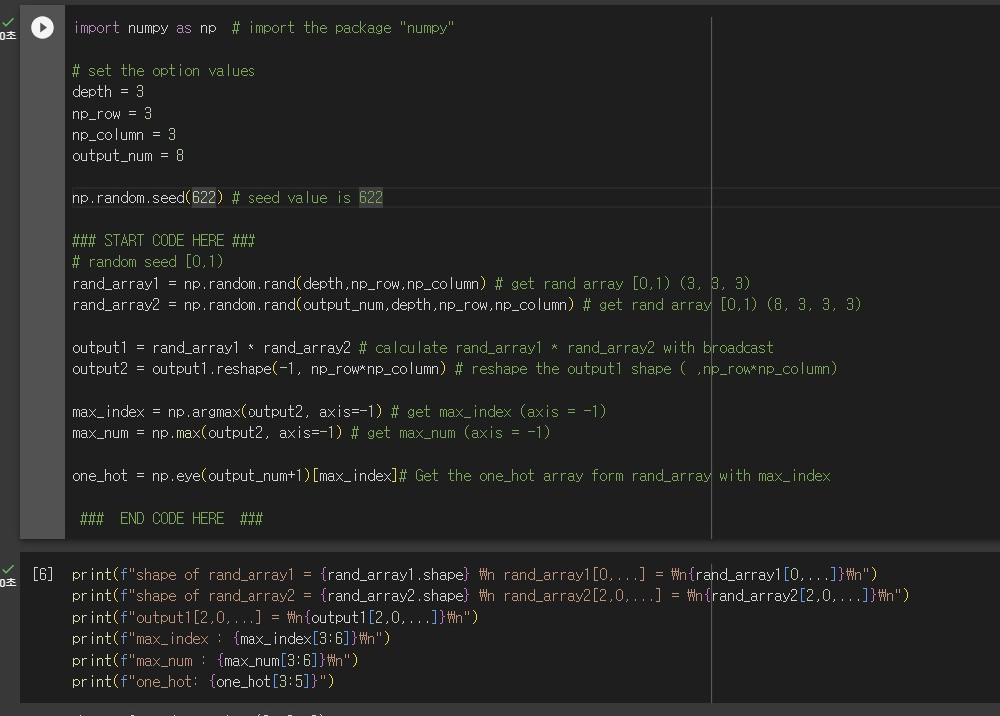 import numpy as np  # import the package "numpy"
# set the option values
depth = 3
np_row = 3
np_column = 3
output_num = 8
np.random.seed(622) # seed value is 622
### START CODE HERE ###
# random seed [0,1)
rand_array1 = np.random.rand(depth,np_row,np_column) # get rand array [0,1) (3, 3, 3)
rand_array2 = np.random.rand(output_num,depth,np_row,np_column) # get rand array [0,1) (8, 3, 3, 3)
output1 = rand_array1 * rand_array2 # calculate rand_array1 * rand_array2 with broadcast
output2 = output1.reshape(-1, np_row*np_column) # reshape the output1 shape ( ,np_row*np_column)
max_index = np.argmax(output2, axis=-1) # get max_index (axis = -1)
max_num = np.max(output2, axis=-1) # get max_num (axis = -1)
one_hot = np.eye(output_num+1)[max_index]# Get the one_hot array form rand_array with max_index
###  END CODE HERE  ###
[6] print(f"shape of rand_array1 = {rand_array1.shape} ₩n rand_array1[0,...] = ₩n{rand_array1[0,...]}₩n")
print(f"shape of rand_array2 = {rand_array2.shape} ₩n rand_array2[2,0,...] = ₩n{rand_array2[2,0,...]}₩n")
print(f"output1[2,0,...] = ₩n{output1[2,0,...]}₩n")
print(f"max_index : {max_index[3:6]}₩n")
print(f"max_num : {max_num[3:6]}₩n")
print(f"one_hot: {one_hot[3:5]}")